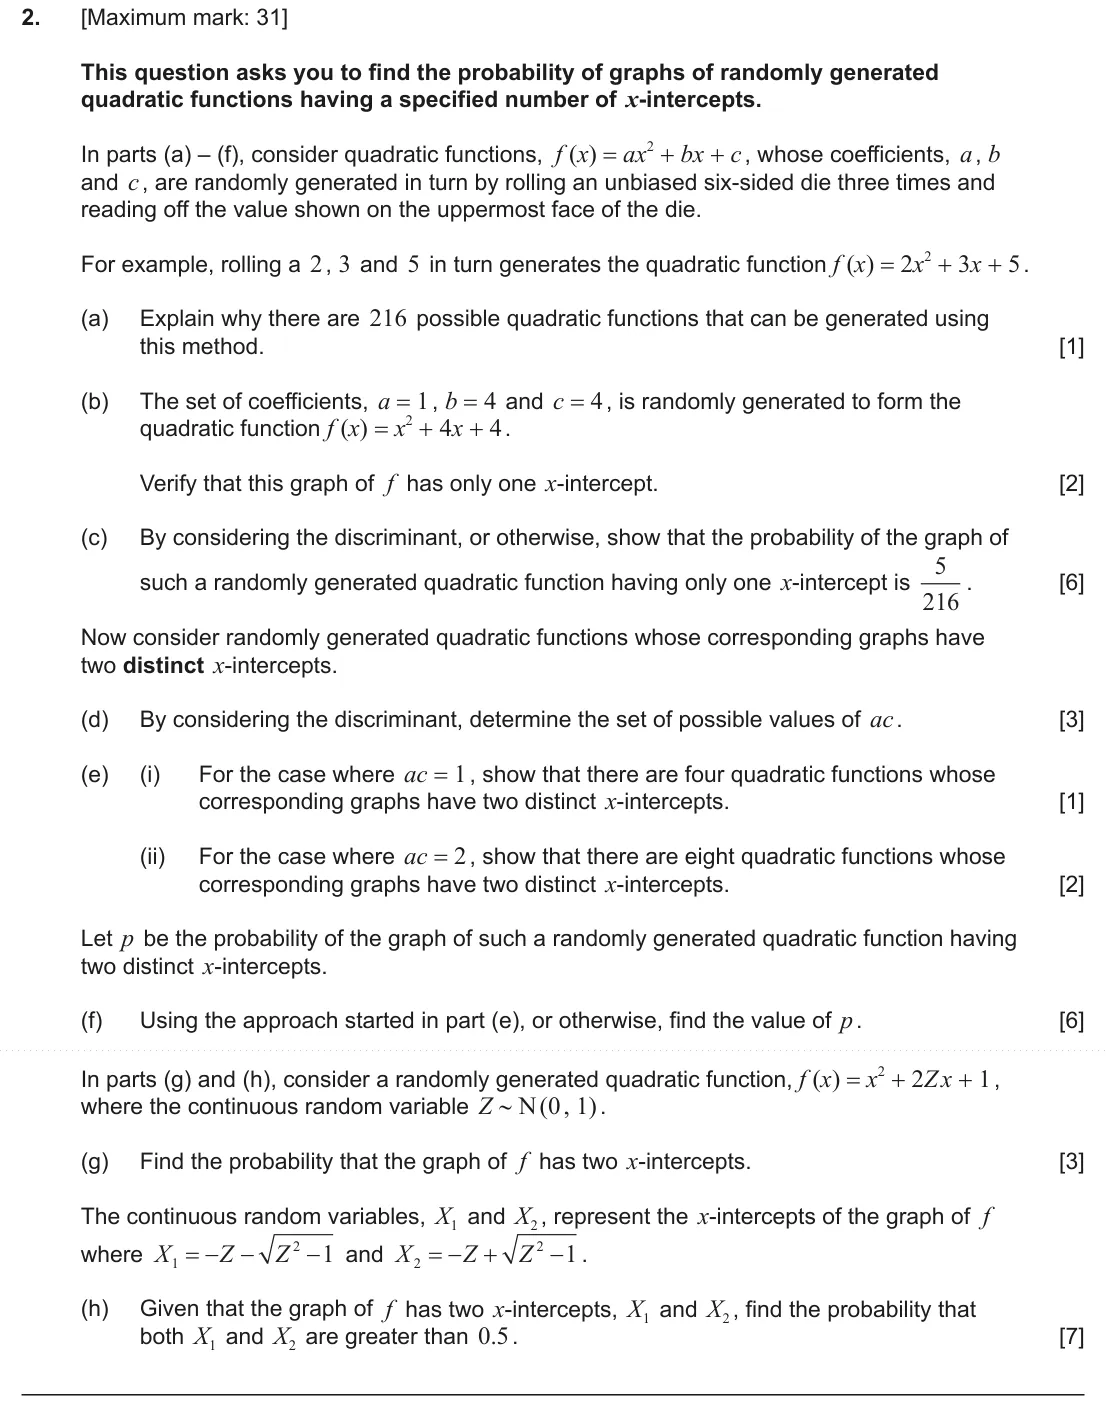 2. [Maximum mark: 31]
This question asks you to find the probability of graphs of randomly generated
quadratic functions having a specified number of x-intercepts.
In parts (a) – (f), consider quadratic functions, f(x) = ax² + bx + c, whose coefficients, a, b
and c, are randomly generated in turn by rolling an unbiased six-sided die three times and
reading off the value shown on the uppermost face of the die.
For example, rolling a 2, 3 and 5 in turn generates the quadratic function f(x) = 2x² + 3x + 5.
(a) Explain why there are 216 possible quadratic functions that can be generated using
this method. [1]
(b) The set of coefficients, a = 1, b = 4 and c = 4, is randomly generated to form the
quadratic function f(x) = x² + 4x + 4.
Verify that this graph of f has only one x-intercept. [2]
(c) By considering the discriminant, or otherwise, show that the probability of the graph of
such a randomly generated quadratic function having only one x-intercept is 5/216. [6]
Now consider randomly generated quadratic functions whose corresponding graphs have
two distinct x-intercepts.
(d) By considering the discriminant, determine the set of possible values of ac. [3]
(e) (i) For the case where ac = 1, show that there are four quadratic functions whose
corresponding graphs have two distinct x-intercepts. [1]
(ii) For the case where ac = 2, show that there are eight quadratic functions whose
corresponding graphs have two distinct x-intercepts. [2]
Let p be the probability of the graph of such a randomly generated quadratic function having
two distinct x-intercepts.
(f) Using the approach started in part (e), or otherwise, find the value of p. [6]
In parts (g) and (h), consider a randomly generated quadratic function, f(x) = x² + 2Zx + 1,
where the continuous random variable Z ~ N(0, 1).
(g) Find the probability that the graph of f has two x-intercepts. [3]
The continuous random variables, X₁ and X₂, represent the x-intercepts of the graph of f
where X₁ = −Z − √(Z² − 1) and X₂ = −Z + √(Z² − 1).
(h) Given that the graph of f has two x-intercepts, X₁ and X₂, find the probability that
both X₁ and X₂ are greater than 0.5. [7]